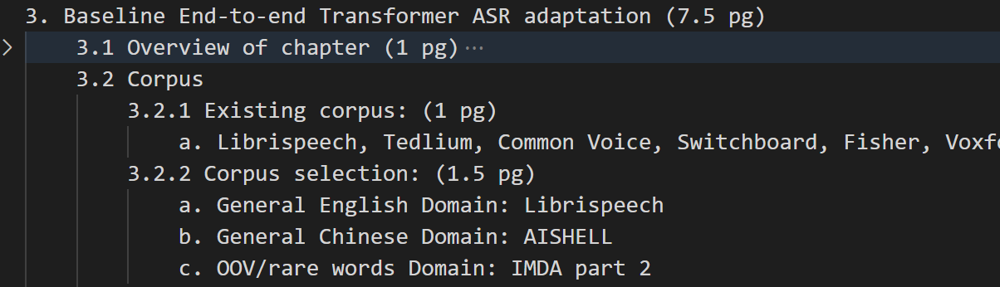 3. Baseline End-to-end Transformer ASR adaptation (7.5 pg)
3.1 Overview of chapter (1 pg)…
3.2 Corpus
3.2.1 Existing corpus: (1 pg)
a. Librispeech, Tedlium, Common Voice, Switchboard, Fisher,
3.2.2 Corpus selection: (1.5 pg)
a. General English Domain: Librispeech
b. General Chinese Domain: AISHELL
c. OOV/rare words Domain: IMDA part 2